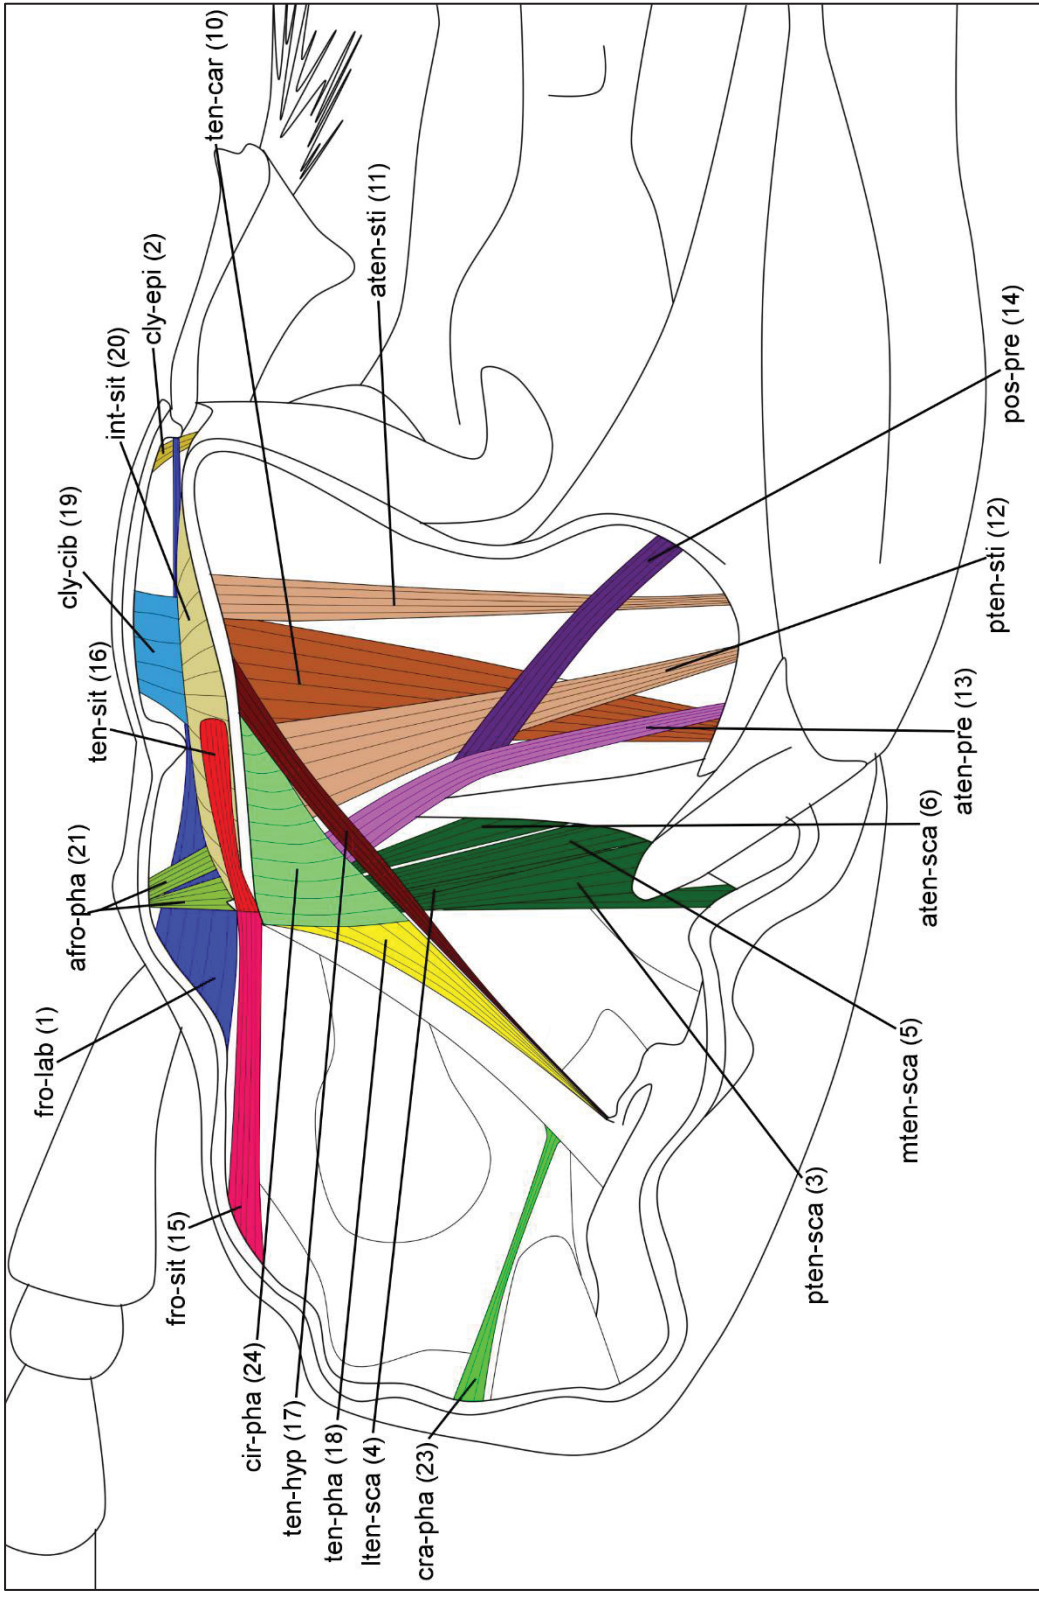 fro-lab (1)
afro-pha (21)
ten-sit (16)
cly-cib (19)
int-sit (20)
cly-epi (2)
ten-car (10)
aten-sti (11)
pos-pre (14)
pten-sti (12)
aten-pre (13)
aten-sca (6)
mten-sca (5)
pten-sca (3)
fro-sit (15)
cir-pha (24)
ten-hyp (17)
ten-pha (18)
lten-sca (4)
cra-pha (23)